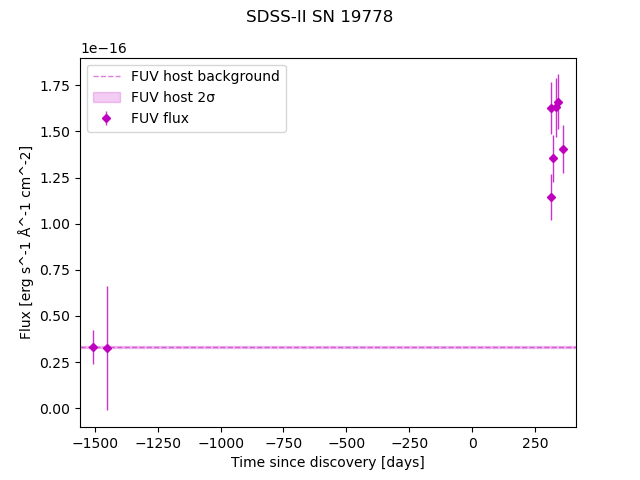 SDSS-II SN 19778
1e−16
FUV host background
FUV host 2σ
FUV flux
1.75
1.50
1.25
1.00
0.75
0.50
0.25
0.00
Flux [erg s^-1 Å^-1 cm^-2]
−1500 −1250 −1000 −750 −500 −250 0 250
Time since discovery [days]